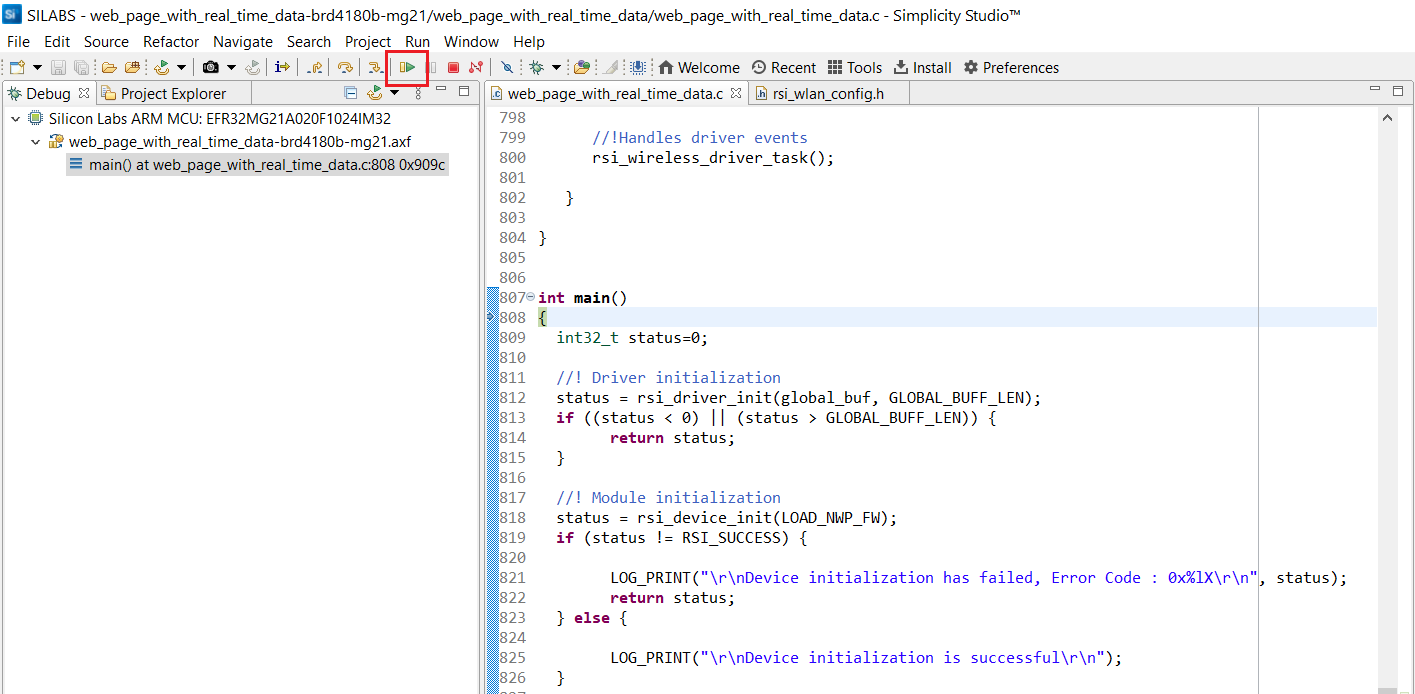 SILABS - web_page_with_real_time_data-brd4180b-mg21/web_page_with_real_time_data/web_page_with_real_time_data.c - Simplicity Studio™
File Edit Source Refactor Navigate Search Project Run Window Help
Welcome Recent Tools Install Preferences
Debug Project Explorer
Silicon Labs ARM MCU: EFR32MG21A020F1024IM32
web_page_with_real_time_data-brd4180b-mg21.axf
main() at web_page_with_real_time_data.c:808 0x909c
web_page_with_real_time_data.c rsi_wlan_config.h
798
799 //!Handles driver events
800 rsi_wireless_driver_task();
801
802 }
803
804 }
805
806
807 int main()
808 {
809 int32_t status=0;
810
811 //! Driver initialization
812 status = rsi_driver_init(global_buf, GLOBAL_BUFF_LEN);
813 if ((status < 0) || (status > GLOBAL_BUFF_LEN)) {
814 return status;
815 }
816
817 //! Module initialization
818 status = rsi_device_init(LOAD_NWP_FW);
819 if (status != RSI_SUCCESS) {
820
821 LOG_PRINT("\r\nDevice initialization has failed, Error Code : 0x%lX\r\n", status);
822 return status;
823 } else {
824
825 LOG_PRINT("\r\nDevice initialization is successful\r\n");
826 }